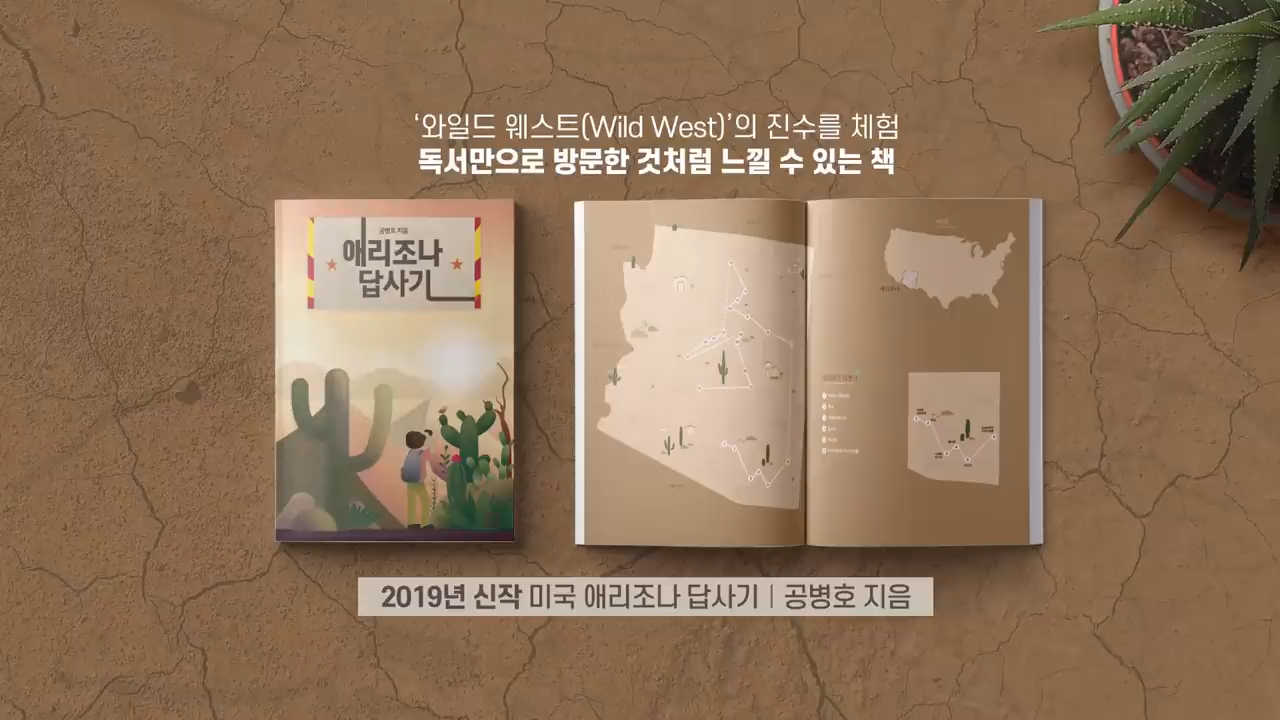 ‘와일드 웨스트(Wild West)’의 진수를 체험
독서만으로 방문한 것처럼 느낄 수 있는 책
공병호 지음
애리조나
답사기
2019년 신작 미국 애리조나 답사기 | 공병호 지음